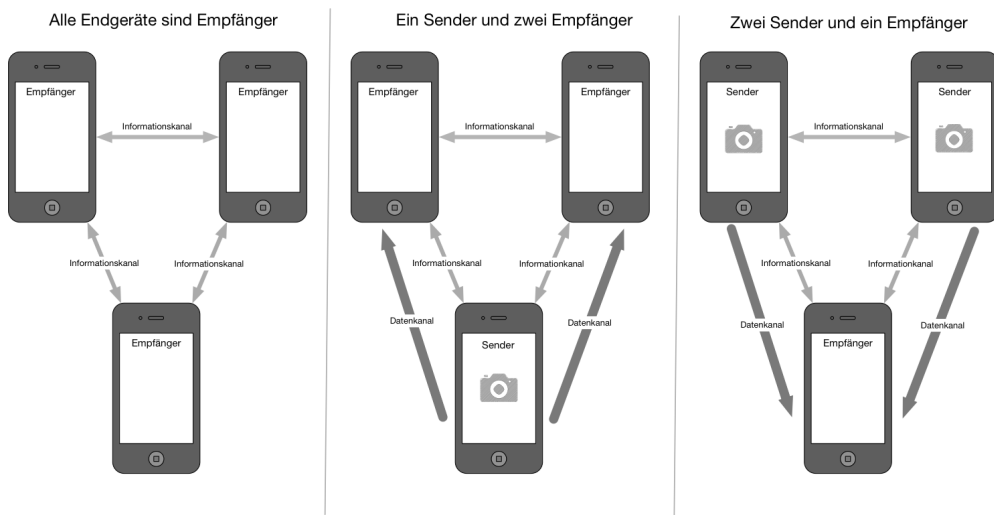 Alle Endgeräte sind Empfänger
Empfänger
Empfänger
Informationskanal
Informationskanal
Informationskanal
Empfänger
Ein Sender und zwei Empfänger
Empfänger
Empfänger
Informationskanal
Informationskanal
Informationskanal
Datenkanal
Datenkanal
Sender
Zwei Sender und ein Empfänger
Sender
Sender
Informationskanal
Informationskanal
Informationskanal
Datenkanal
Datenkanal
Empfänger